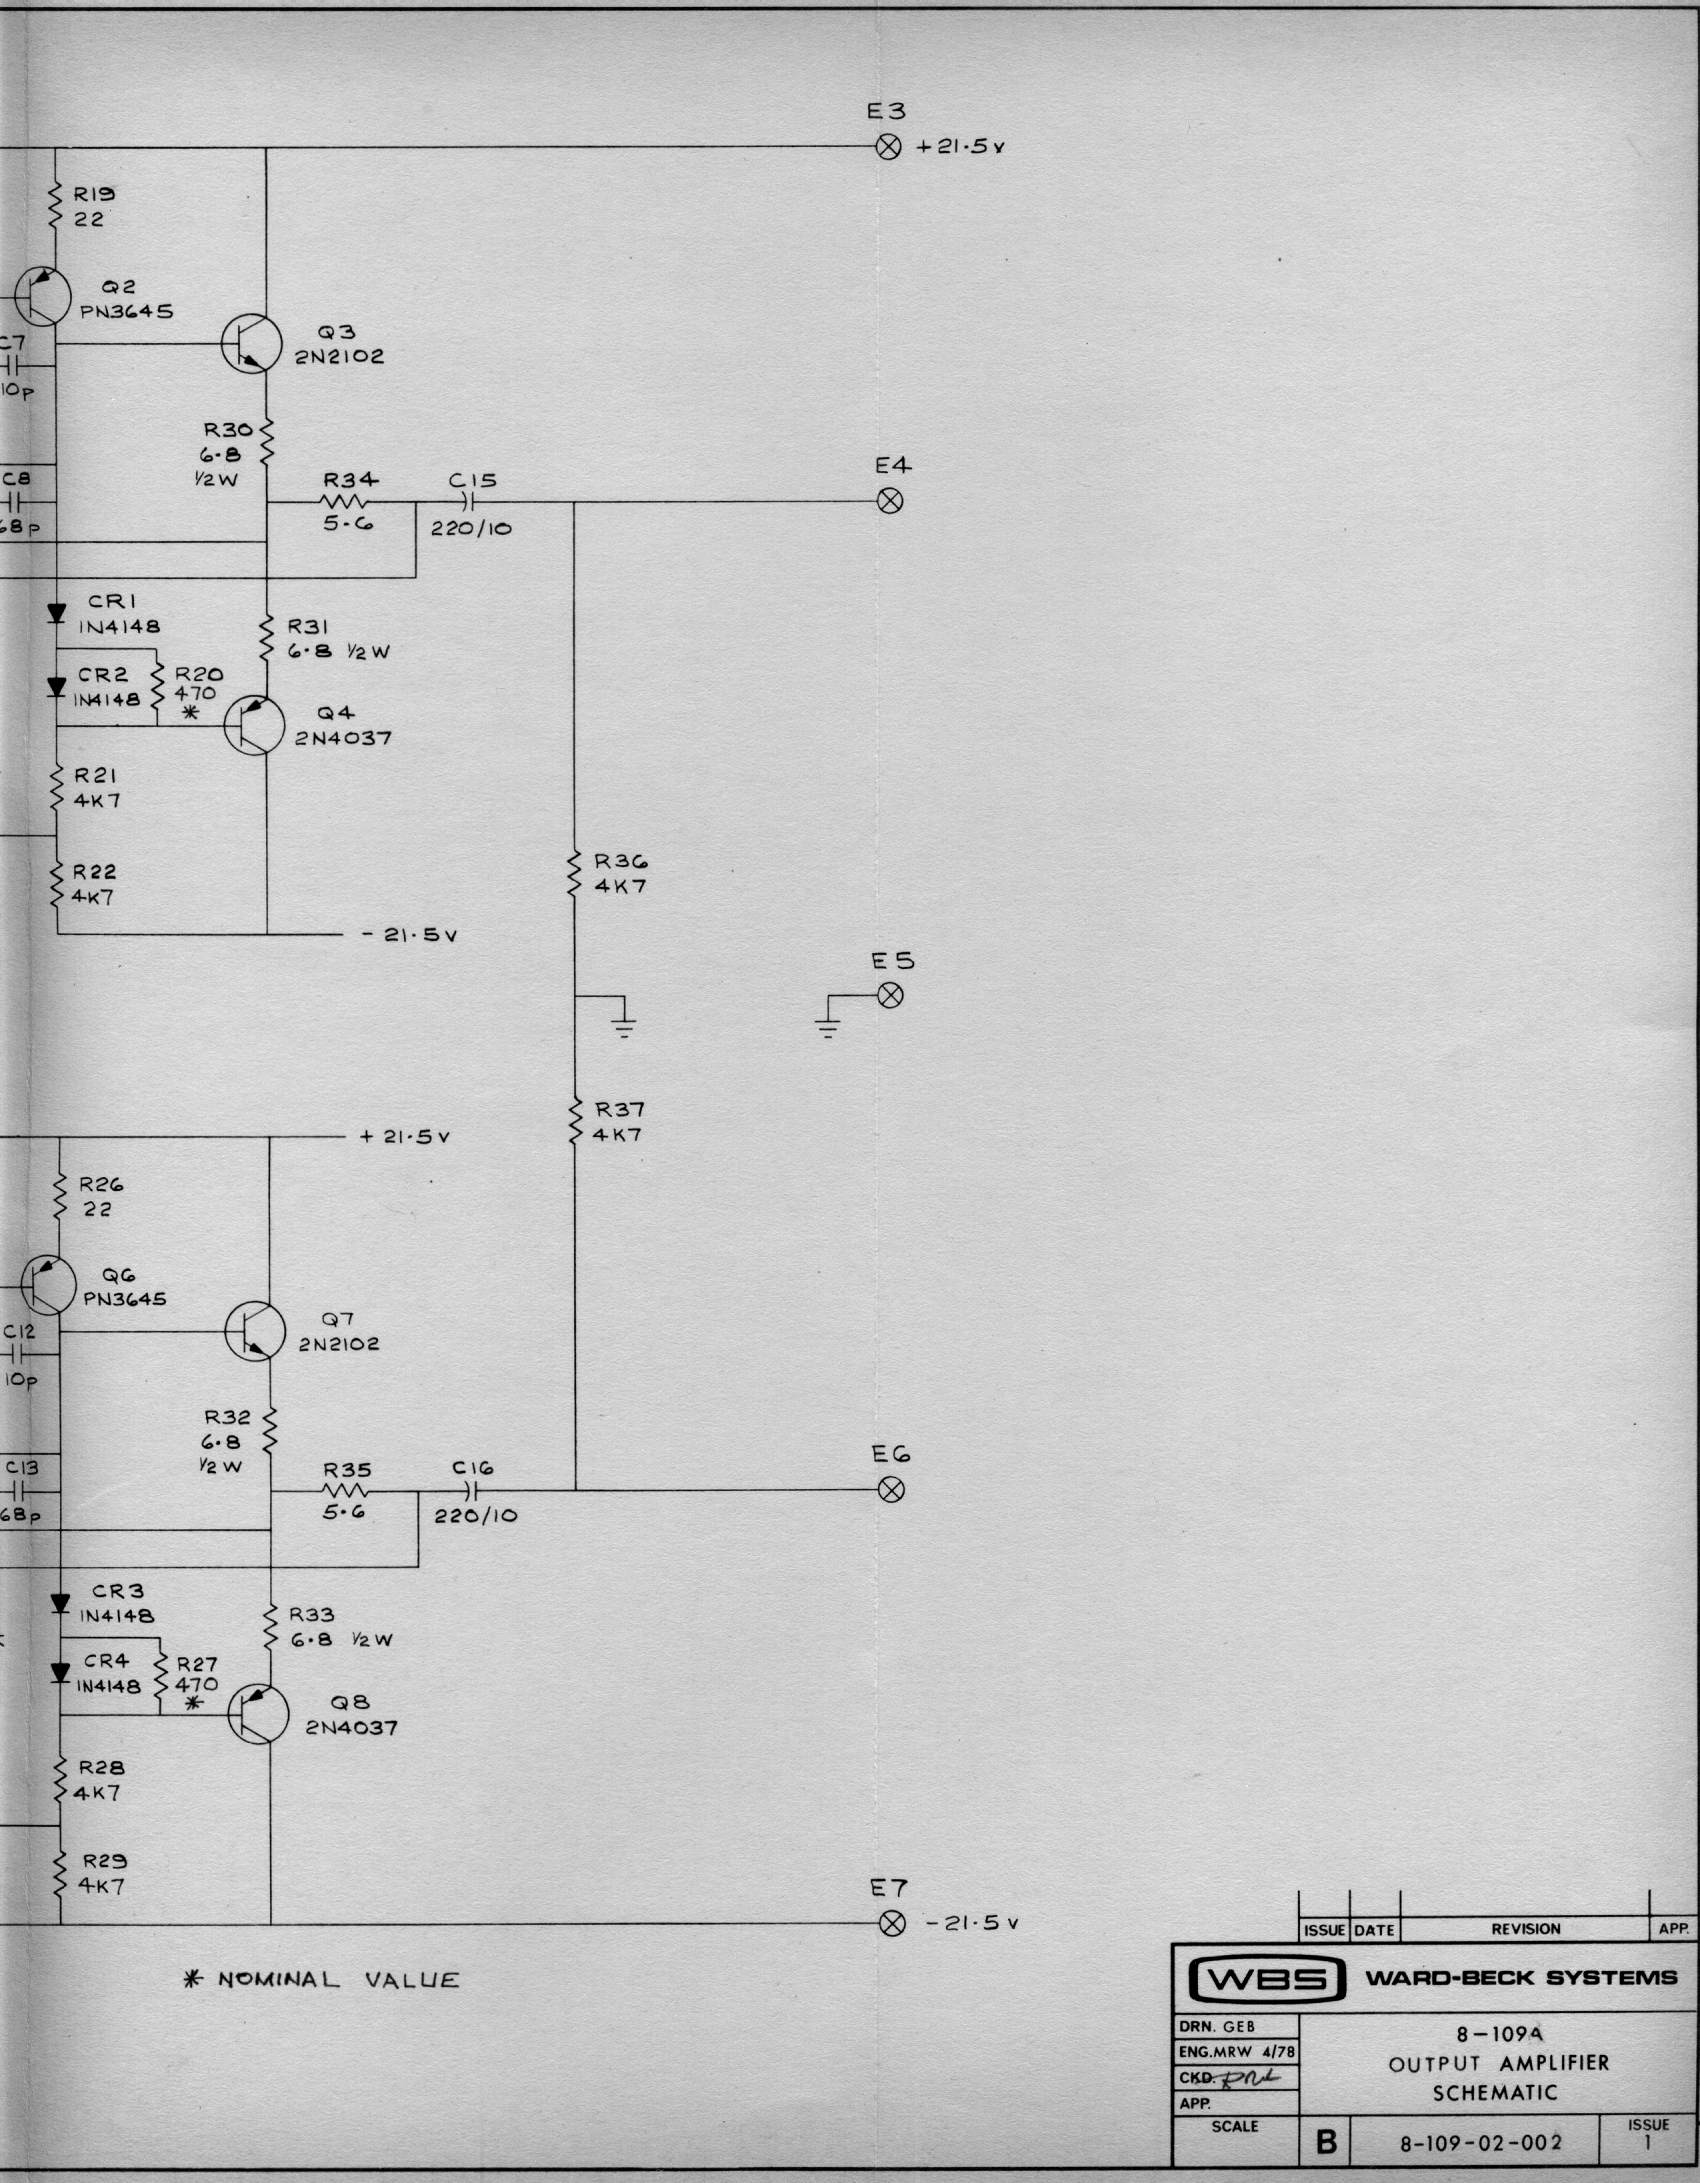 E3
+21.5V
R19
22
Q2
PN3645
C7
10p
Q3
2N2102
R30
6.8
½W
C8
68p
R34
5.6
C15
220/10
E4
CR1
1N4148
R31
6.8 ½W
CR2
1N4148
R20
470
*
Q4
2N4037
R21
4K7
R22
4K7
-21.5V
R36
4K7
E5
R37
4K7
+21.5V
R26
22
Q6
PN3645
C12
10p
Q7
2N2102
R32
6.8
½W
C13
68p
R35
5.6
C16
220/10
E6
CR3
1N4148
R33
6.8 ½W
CR4
1N4148
R27
470
*
Q8
2N4037
R28
4K7
R29
4K7
E7
-21.5V
* NOMINAL VALUE
ISSUE DATE REVISION APP.
WBS WARD-BECK SYSTEMS
DRN. GEB
ENG. MRW 4/78
CKD.
APP.
SCALE
8-109A
OUTPUT AMPLIFIER
SCHEMATIC
B
8-109-02-002
ISSUE
1